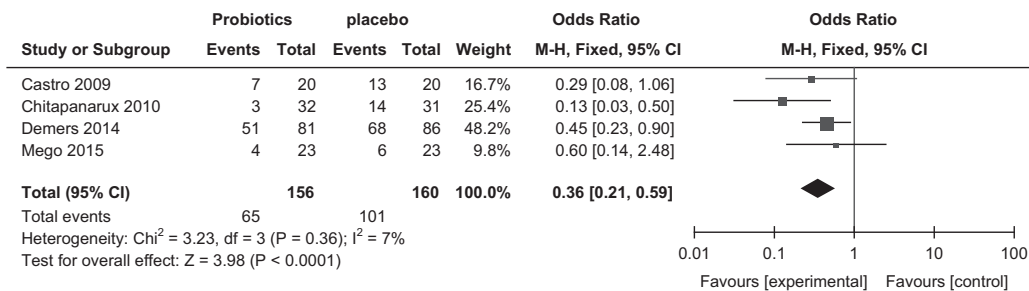 Probiotics placebo Odds Ratio Odds Ratio
Study or Subgroup Events Total Events Total Weight M-H, Fixed, 95% CI M-H, Fixed, 95% CI
Castro 2009 7 20 13 20 16.7% 0.29 [0.08, 1.06]
Chitapanarux 2010 3 32 14 31 25.4% 0.13 [0.03, 0.50]
Demers 2014 51 81 68 86 48.2% 0.45 [0.23, 0.90]
Mego 2015 4 23 6 23 9.8% 0.60 [0.14, 2.48]
Total (95% CI) 156 160 100.0% 0.36 [0.21, 0.59]
Total events 65 101
Heterogeneity: Chi² = 3.23, df = 3 (P = 0.36); I² = 7%
Test for overall effect: Z = 3.98 (P < 0.0001)
0.01 0.1 1 10 100
Favours [experimental] Favours [control]